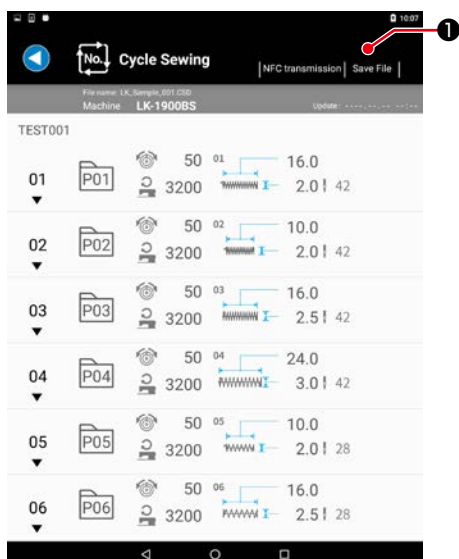 10:07
❶
No. Cycle Sewing
NFC transmission | Save File |
File name: LK_Sample_001.CSD
Machine LK-1900BS Update: ----.--.-- --:--
TEST001
01 P01 50 01 16.0
3200 2.0 42
02 P02 50 02 10.0
3200 2.0 42
03 P03 50 03 16.0
3200 2.5 42
04 P04 50 04 24.0
3200 3.0 42
05 P05 50 05 10.0
3200 2.0 28
06 P06 50 06 16.0
3200 2.5 28